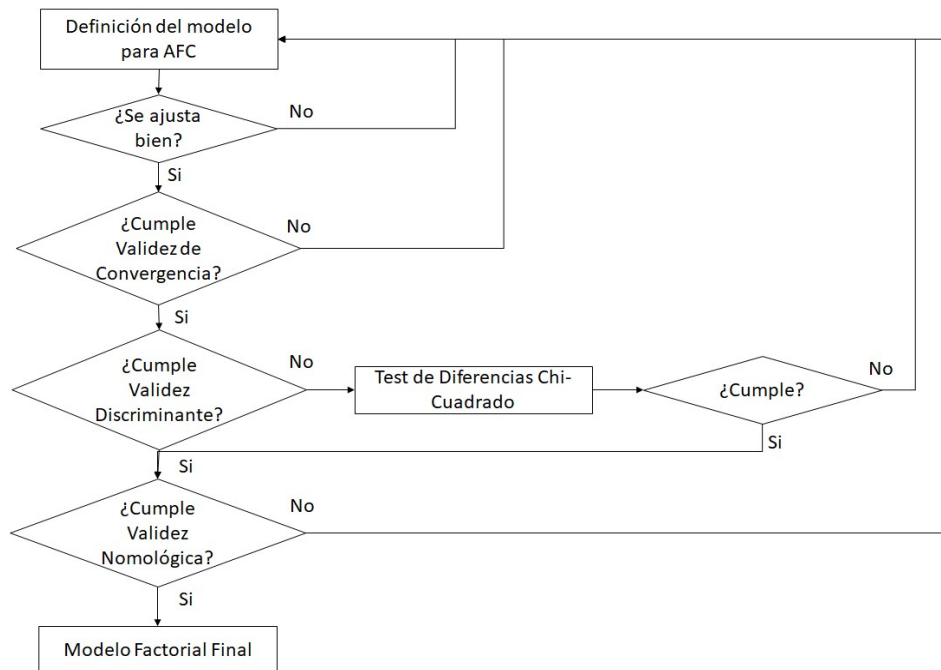 Definición del modelo
para AFC
¿Se ajusta
bien?
No
Si
¿Cumple
Validez de
Convergencia?
No
Si
¿Cumple
Validez
Discriminante?
No
Test de Diferencias Chi-
Cuadrado
¿Cumple?
No
Si
Si
¿Cumple
Validez
Nomológica?
No
Si
Modelo Factorial Final